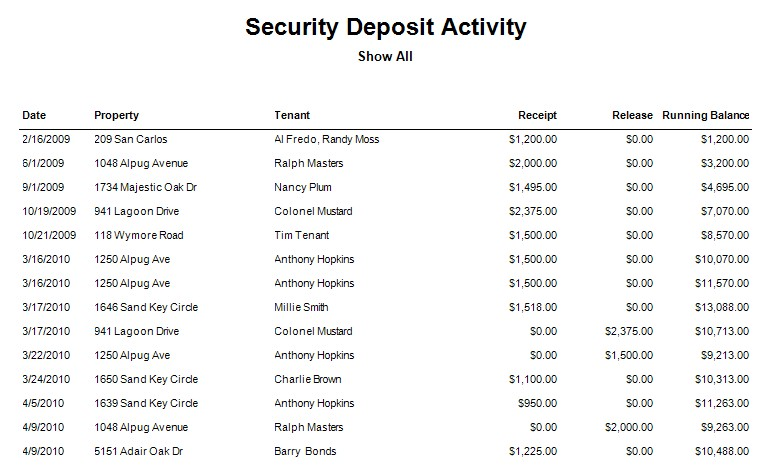 Security Deposit Activity
Show All
Date Property Tenant Receipt Release Running Balance
2/16/2009 209 San Carlos Al Fredo, Randy Moss $1,200.00 $0.00 $1,200.00
6/1/2009 1048 Alpug Avenue Ralph Masters $2,000.00 $0.00 $3,200.00
9/1/2009 1734 Majestic Oak Dr Nancy Plum $1,495.00 $0.00 $4,695.00
10/19/2009 941 Lagoon Drive Colonel Mustard $2,375.00 $0.00 $7,070.00
10/21/2009 118 Wymore Road Tim Tenant $1,500.00 $0.00 $8,570.00
3/16/2010 1250 Alpug Ave Anthony Hopkins $1,500.00 $0.00 $10,070.00
3/16/2010 1250 Alpug Ave Anthony Hopkins $1,500.00 $0.00 $11,570.00
3/17/2010 1646 Sand Key Circle Millie Smith $1,518.00 $0.00 $13,088.00
3/17/2010 941 Lagoon Drive Colonel Mustard $0.00 $2,375.00 $10,713.00
3/22/2010 1250 Alpug Ave Anthony Hopkins $0.00 $1,500.00 $9,213.00
3/24/2010 1650 Sand Key Circle Charlie Brown $1,100.00 $0.00 $10,313.00
4/5/2010 1639 Sand Key Circle Anthony Hopkins $950.00 $0.00 $11,263.00
4/9/2010 1048 Alpug Avenue Ralph Masters $0.00 $2,000.00 $9,263.00
4/9/2010 5151 Adair Oak Dr Barry Bonds $1,225.00 $0.00 $10,488.00